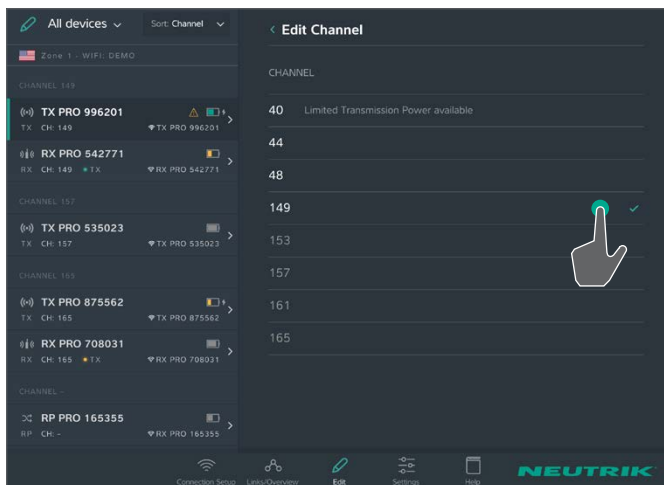 All devices
Sort: Channel
Zone 1 - WIFI: DEMO
CHANNEL 149
TX PRO 996201
TX CH: 149 TX PRO 996201
RX PRO 542771
RX CH: 149 TX RX PRO 542771
CHANNEL 157
TX PRO 535023
TX CH: 157 TX PRO 535023
CHANNEL 165
TX PRO 875562
TX CH: 165 TX PRO 875562
RX PRO 708031
RX CH: 165 TX RX PRO 708031
CHANNEL -
RP PRO 165355
RP CH: - RX PRO 165355
Edit Channel
CHANNEL
40 Limited Transmission Power available
44
48
149
153
157
161
165
Connection Setup Links/Overview Edit Settings Help
NEUTRIK